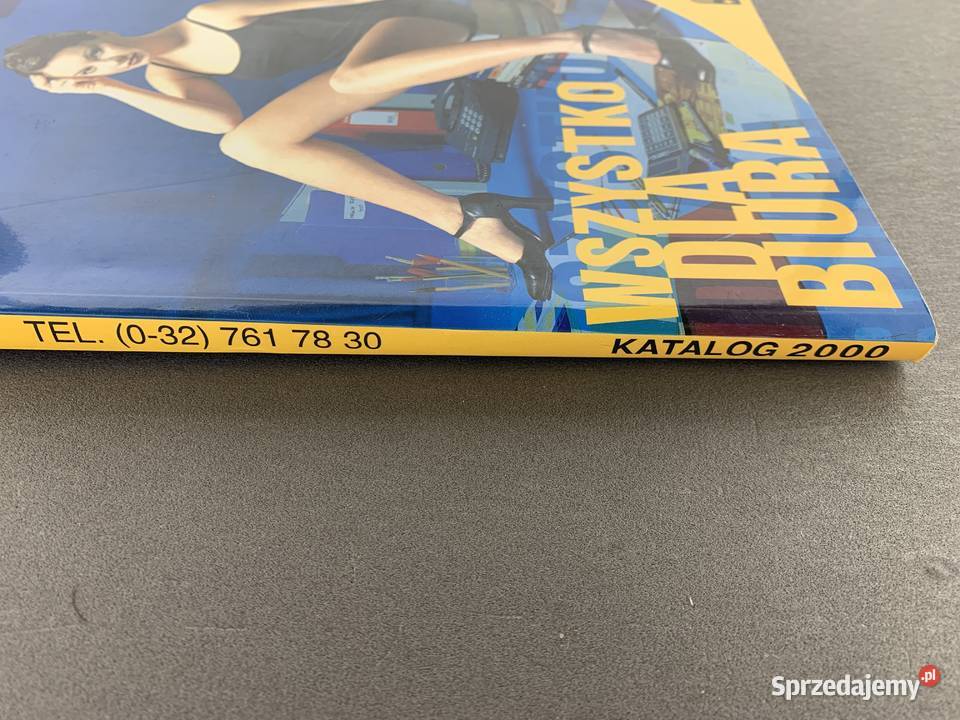 WSZYSTKO
DLA
BIURA
TEL. (0-32) 761 78 30
KATALOG 2000
Sprzedajemy.pl